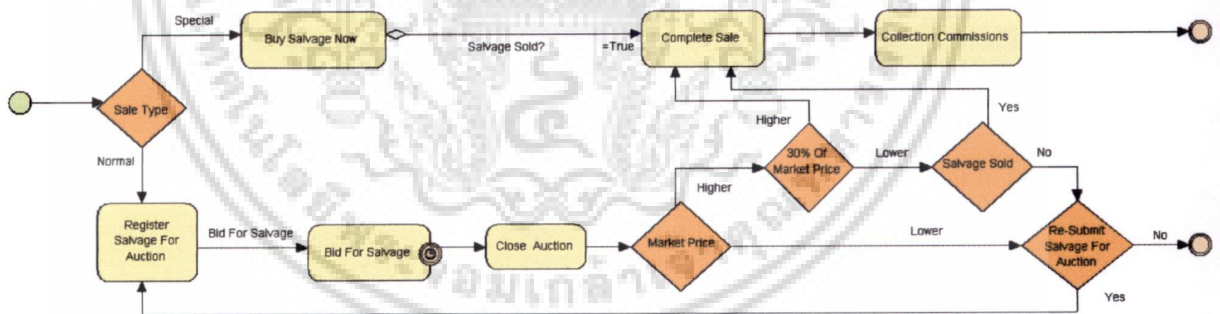 Special
Buy Salvage Now
Salvage Sold?
=True
Complete Sale
Collection Commissions
Sale Type
Normal
Higher
Yes
30% Of
Market Price
Lower
Salvage Sold
No
Higher
Register
Salvage For
Auction
Bid For Salvage
Bid For Salvage
Close Auction
Market Price
Lower
Re-Submit
Salvage For
Auction
No
Yes